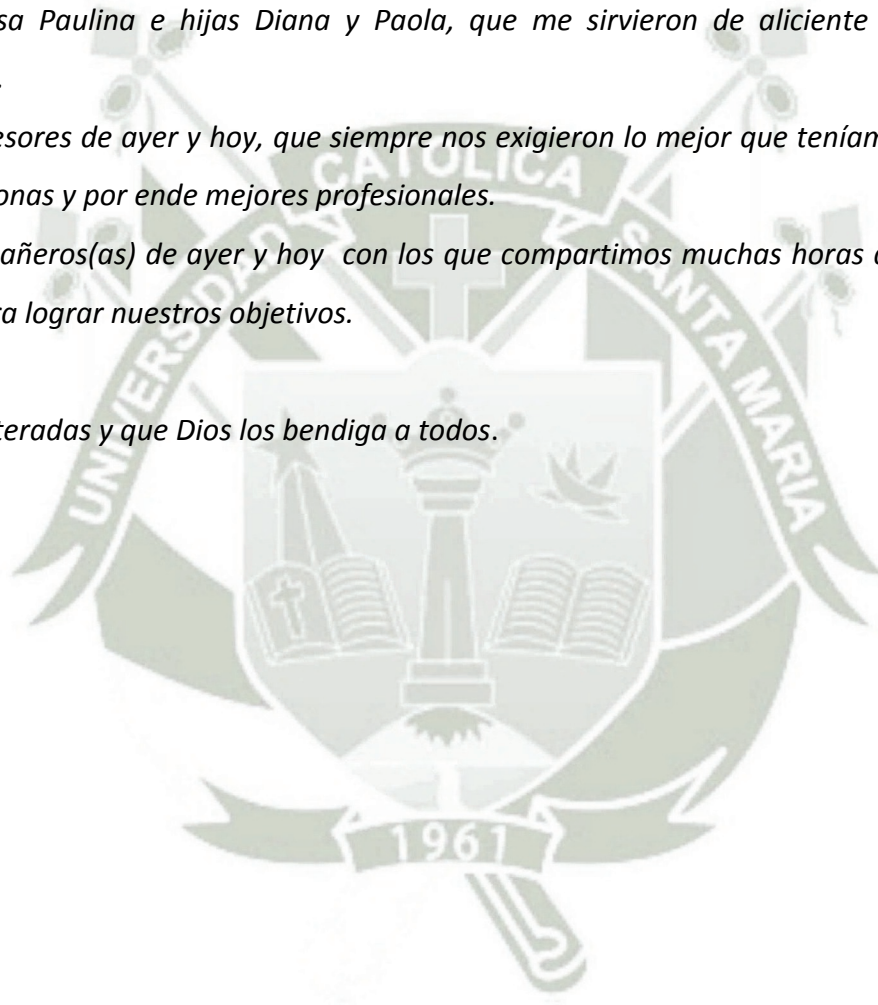 sa Paulina e hijas Diana y Paola, que me sirvieron de aliciente
.
esores de ayer y hoy, que siempre nos exigieron lo mejor que teníam
onas y por ende mejores profesionales.
añeros(as) de ayer y hoy con los que compartimos muchas horas
ra lograr nuestros objetivos.
teradas y que Dios los bendiga a todos.
UNIVERSIDAD CATOLICA SANTA MARIA
1961